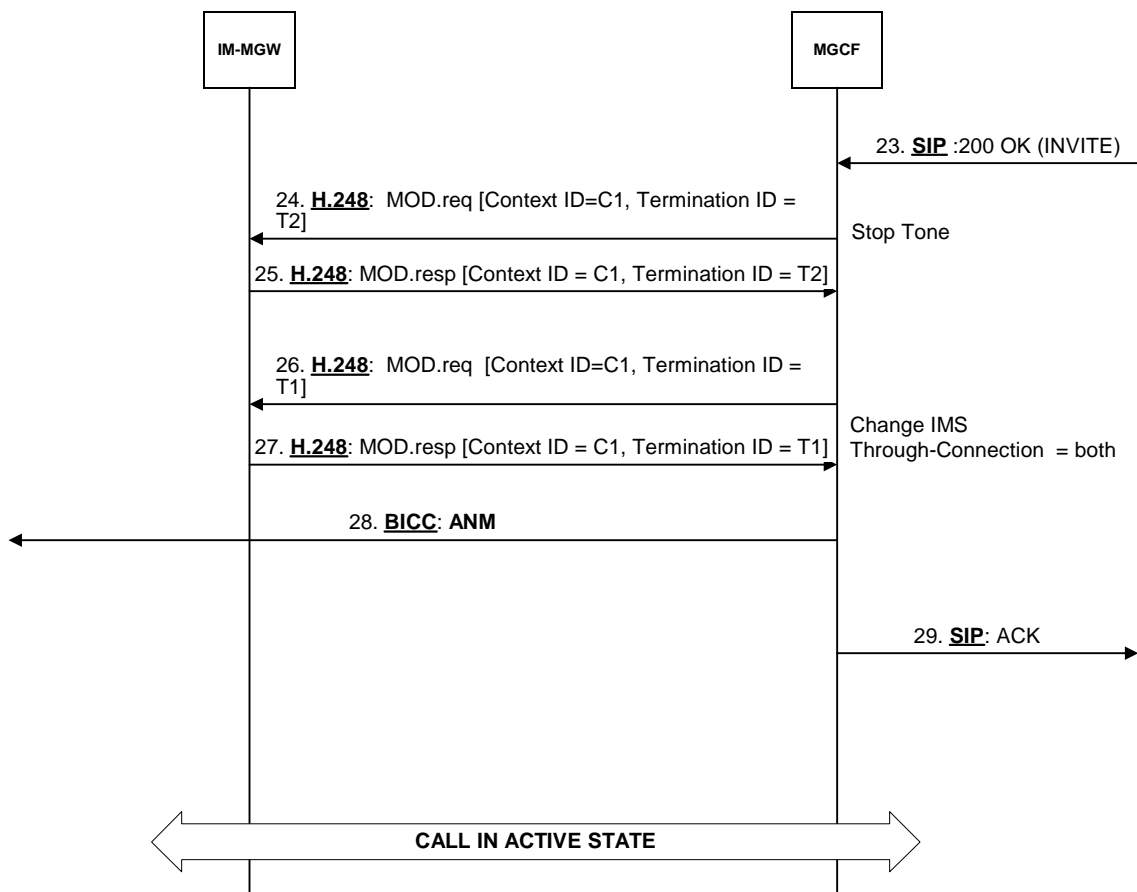 IM-MGW
MGCF
23. SIP :200 OK (INVITE)
24. H.248:  MOD.req [Context ID=C1, Termination ID =
T2]
Stop Tone
25. H.248: MOD.resp [Context ID = C1, Termination ID = T2]
26. H.248:  MOD.req  [Context ID=C1, Termination ID =
T1]
Change IMS
Through-Connection  = both
27. H.248: MOD.resp [Context ID = C1, Termination ID = T1]
28. BICC: ANM
29. SIP: ACK
CALL IN ACTIVE STATE